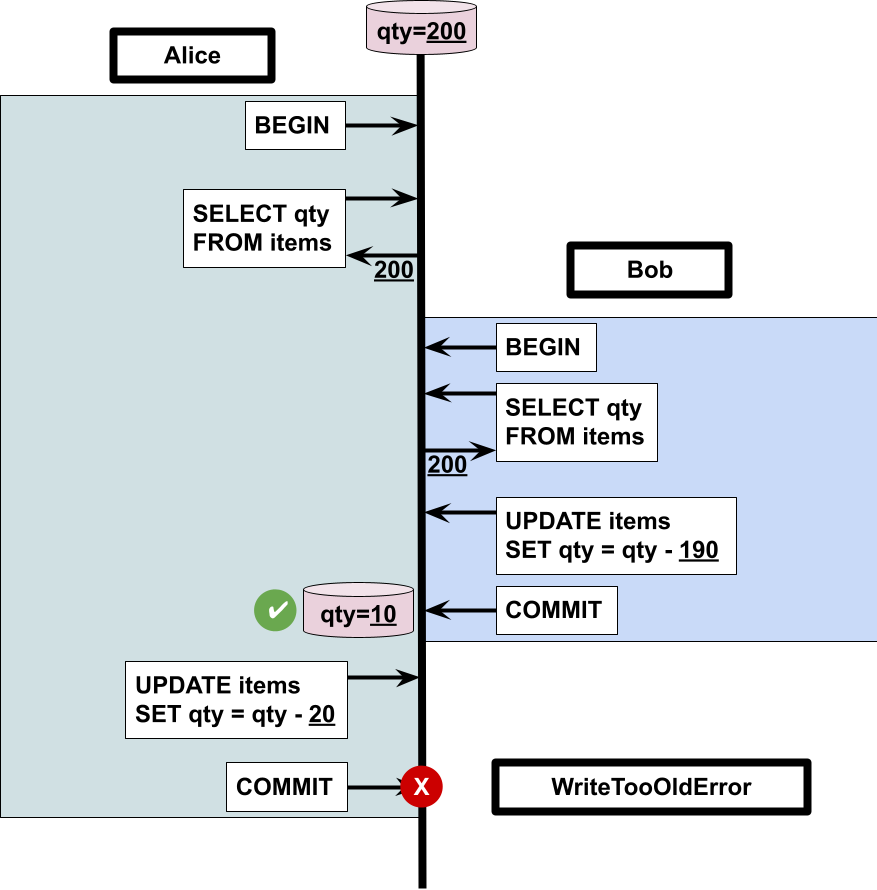 qty=200
Alice
BEGIN
SELECT qty
FROM items
200
Bob
BEGIN
SELECT qty
FROM items
200
UPDATE items
SET qty = qty - 190
qty=10
COMMIT
UPDATE items
SET qty = qty - 20
COMMIT
X
WriteTooOldError